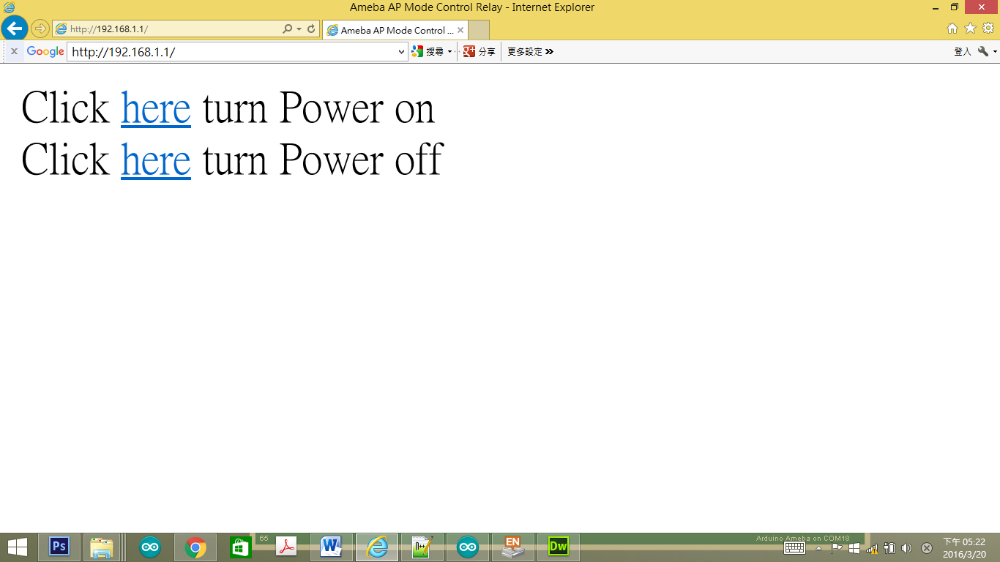 Ameba AP Mode Control Relay - Internet Explorer
http://192.168.1.1/
Ameba AP Mode Control ...
x Google http://192.168.1.1/ 搜尋 分享 更多設定 »
登入
Click here turn Power on
Click here turn Power off
65
Arduino Ameba on COM18
Ps
W
n++
EN
Dw
下午 05:22
2016/3/20